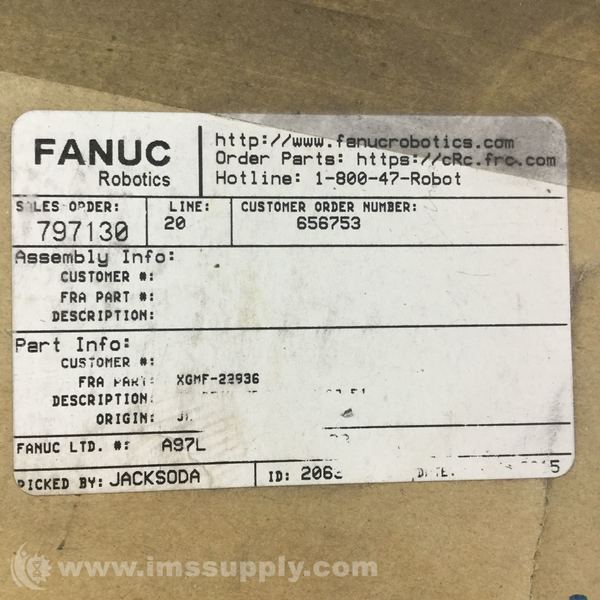 FANUC
Robotics
http://www.fanucrobotics.com
Order Parts: https://cRc.frc.com
Hotline: 1-800-47-Robot
SALES ORDER: LINE: CUSTOMER ORDER NUMBER:
797130 20 656753
Assembly Info:
CUSTOMER #:
FRA PART #:
DESCRIPTION:
Part Info:
CUSTOMER #:
FRA PART: XGMF-22936
DESCRIPTION:
ORIGIN:
FANUC LTD. #: A97L
PICKED BY: JACKSODA ID: DATE:
www.imssupply.com